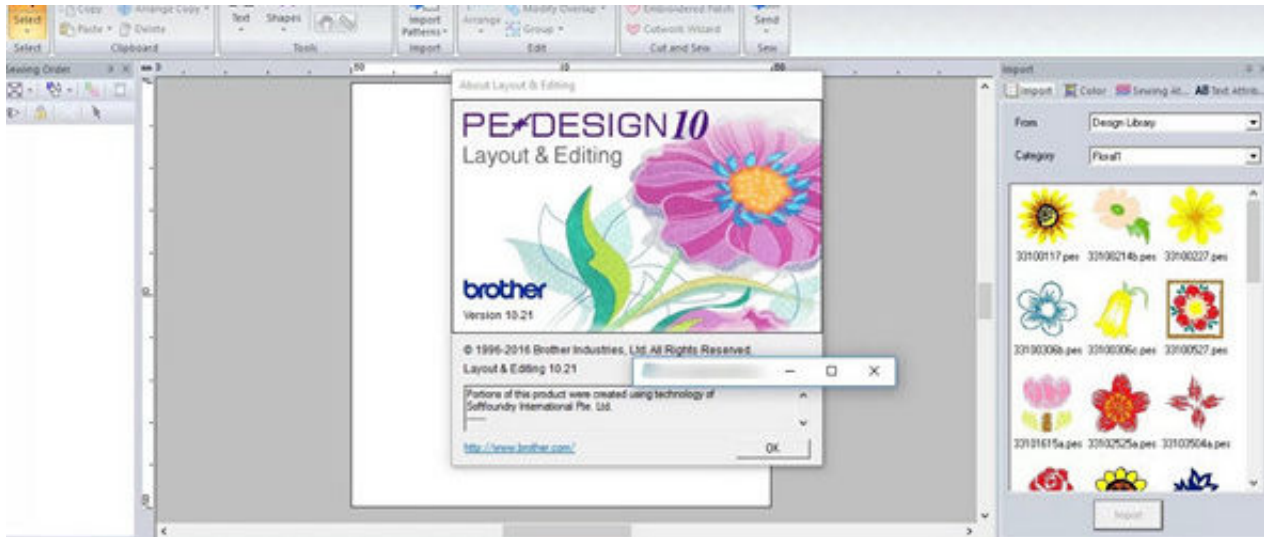 Copy
Arrange Copy
Select
Paste
Delete
Text
Shapes
Import
Patterns
Arrange
Modify Overlap
Group
Embroidered Patch
Cutwork Wizard
Send
Select
Clipboard
Tools
Import
Edit
Cut and Sew
Sew
Sewing Order
About Layout & Editing
PE-DESIGN 10
Layout & Editing
brother
Version 10.21
© 1996-2016 Brother Industries, Ltd. All Rights Reserved.
Layout & Editing 10.21
Portions of this product were created using technology of
Softfoundry International Pte. Ltd.
http://www.brother.com/
OK
Import
Import
Color
Sewing At...
AB Text Attrib...
From
Design Library
Category
Floral1
33100117.pes 33100214b.pes 33100227.pes
33100306b.pes 33100306c.pes 33100527.pes
33101615a.pes 33102525a.pes 33103504a.pes
Import